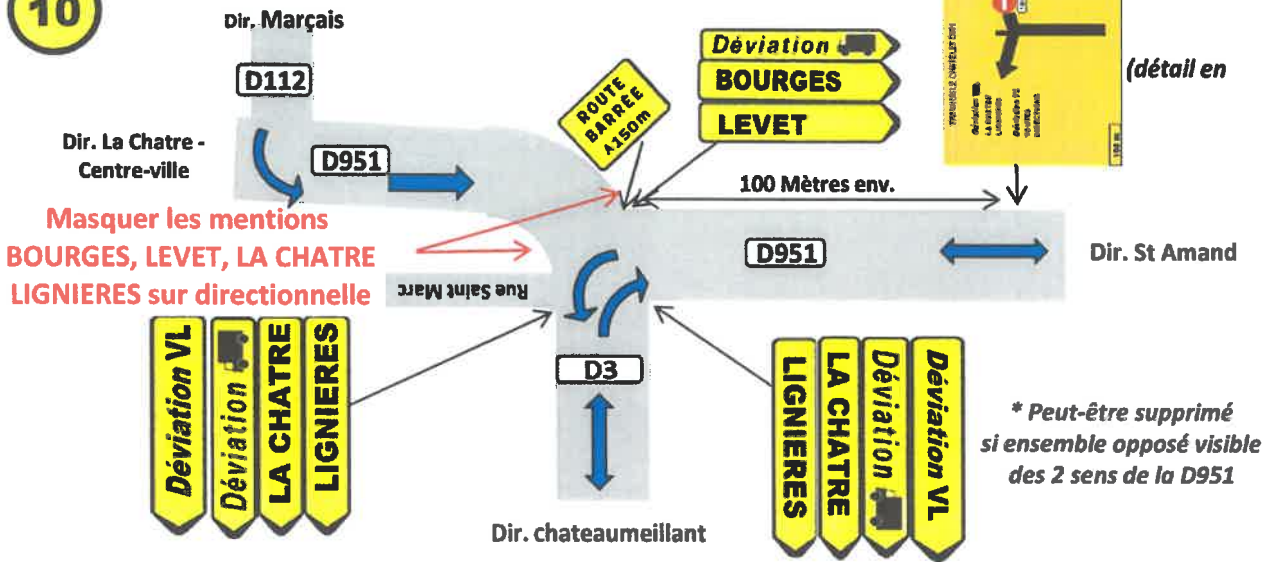 10
Dir. Marçais
D112
Dir. La Chatre -
Centre-ville
D951
ROUTE
BARRÉE
A150m
Déviation
BOURGES
LEVET
(détail en
100 m
100 Mètres env.
Masquer les mentions
BOURGES, LEVET, LA CHATRE
LIGNIERES sur directionnelle
D951
Dir. St Amand
Rue Saint Marc
Déviation VL
Déviation
LA CHATRE
LIGNIERES
D3
LIGNIERES
LA CHATRE
Déviation
Déviation VL
* Peut-être supprimé
si ensemble opposé visible
des 2 sens de la D951
Dir. chateaumeillant